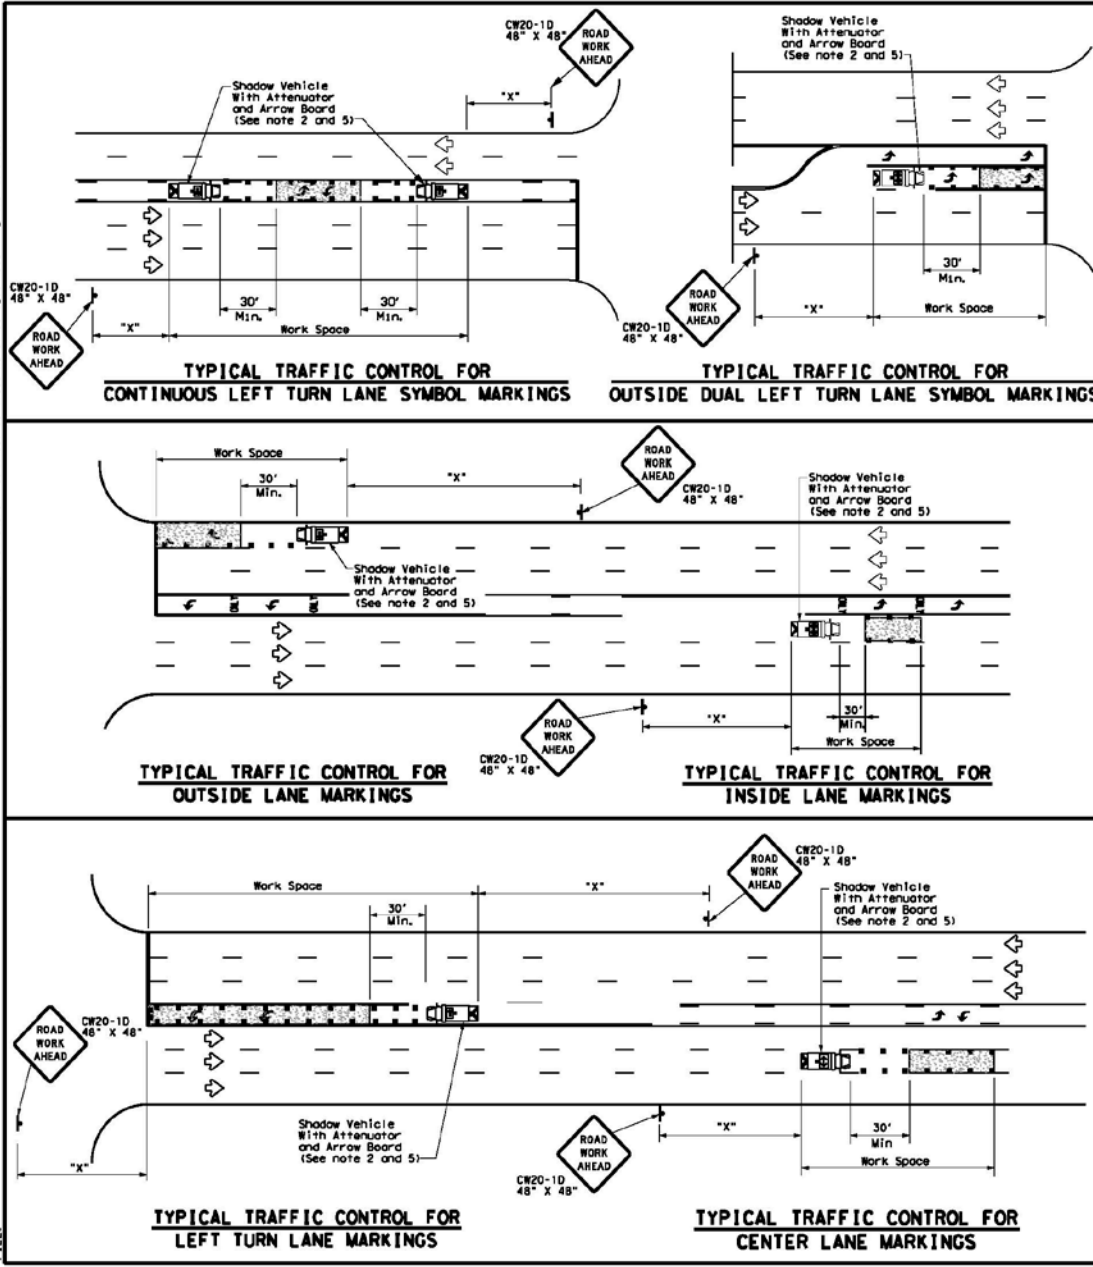 CW20-1D
48" X 48"
ROAD
WORK
AHEAD
Shadow Vehicle
With Attenuator
and Arrow Board
(See note 2 and 5)
"X"
CW20-1D
48" X 48"
ROAD
WORK
AHEAD
30'
Min.
30'
Min.
"X"
Work Space
TYPICAL TRAFFIC CONTROL FOR
CONTINUOUS LEFT TURN LANE SYMBOL MARKINGS
Shadow Vehicle
With Attenuator
and Arrow Board
(See note 2 and 5)
30'
Min.
ROAD
WORK
AHEAD
CW20-1D
48" X 48"
"X"
Work Space
TYPICAL TRAFFIC CONTROL FOR
OUTSIDE DUAL LEFT TURN LANE SYMBOL MARKINGS
Work Space
30'
Min.
"X"
ROAD
WORK
AHEAD
CW20-1D
48" X 48"
Shadow Vehicle
With Attenuator
and Arrow Board
(See note 2 and 5)
Shadow Vehicle
With Attenuator
and Arrow Board
(See note 2 and 5)
ROAD
WORK
AHEAD
CW20-1D
48" X 48"
"X"
30'
Min.
Work Space
TYPICAL TRAFFIC CONTROL FOR
OUTSIDE LANE MARKINGS
TYPICAL TRAFFIC CONTROL FOR
INSIDE LANE MARKINGS
Work Space
30'
Min.
"X"
ROAD
WORK
AHEAD
CW20-1D
48" X 48"
Shadow Vehicle
With Attenuator
and Arrow Board
(See note 2 and 5)
ROAD
WORK
AHEAD
CW20-1D
48" X 48"
"X"
Shadow Vehicle
With Attenuator
and Arrow Board
(See note 2 and 5)
ROAD
WORK
AHEAD
CW20-1D
48" X 48"
"X"
30'
Min
Work Space
TYPICAL TRAFFIC CONTROL FOR
LEFT TURN LANE MARKINGS
TYPICAL TRAFFIC CONTROL FOR
CENTER LANE MARKINGS